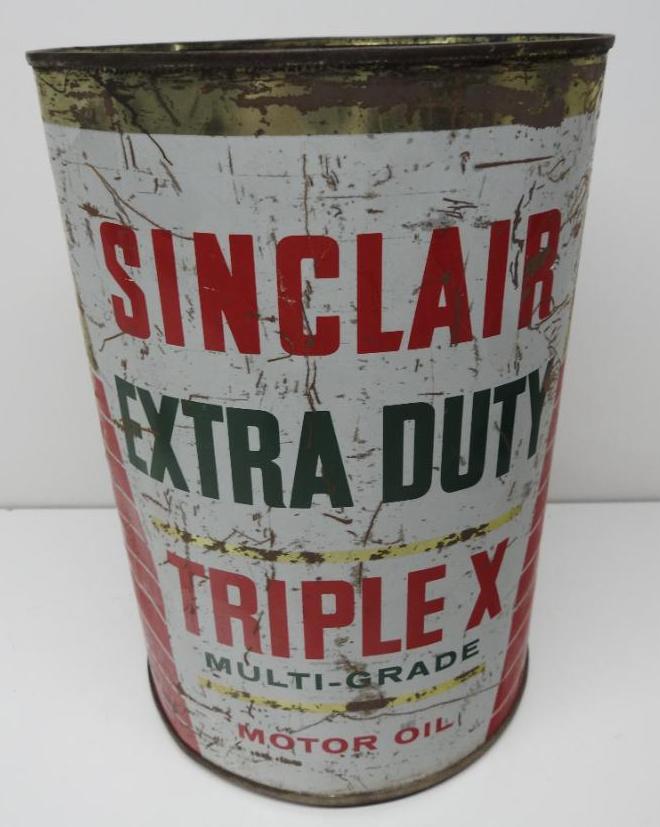 SINCLAIR
EXTRA DUTY
TRIPLE X
MULTI-GRADE
MOTOR OIL